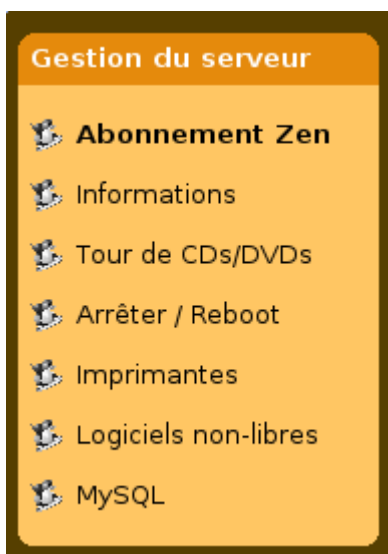 Gestion du serveur
Abonnement Zen
Informations
Tour de CDs/DVDs
Arrêter / Reboot
Imprimantes
Logiciels non-libres
MySQL